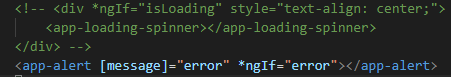 <!-- <div *ngIf="isLoading" style="text-align: center;">
<app-loading-spinner></app-loading-spinner>
</div> -->
<app-alert [message]="error" *ngIf="error"></app-alert>